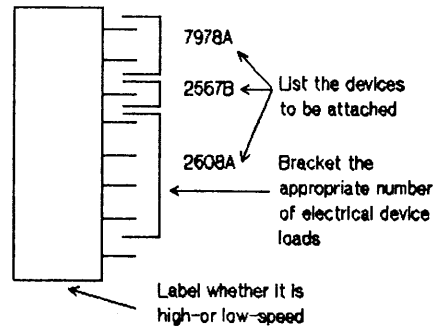 7978A
2567B
List the devices
to be attached
2608A
Bracket the
appropriate number
of electrical device
loads
Label whether it is
high-or low-speed